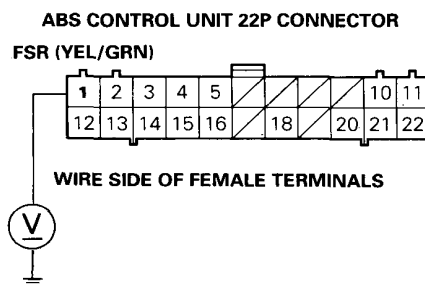 ABS CONTROL UNIT 22P CONNECTOR
FSR (YEL/GRN)
1 2 3 4 5 10 11
12 13 14 15 16 18 20 21 22
WIRE SIDE OF FEMALE TERMINALS
V